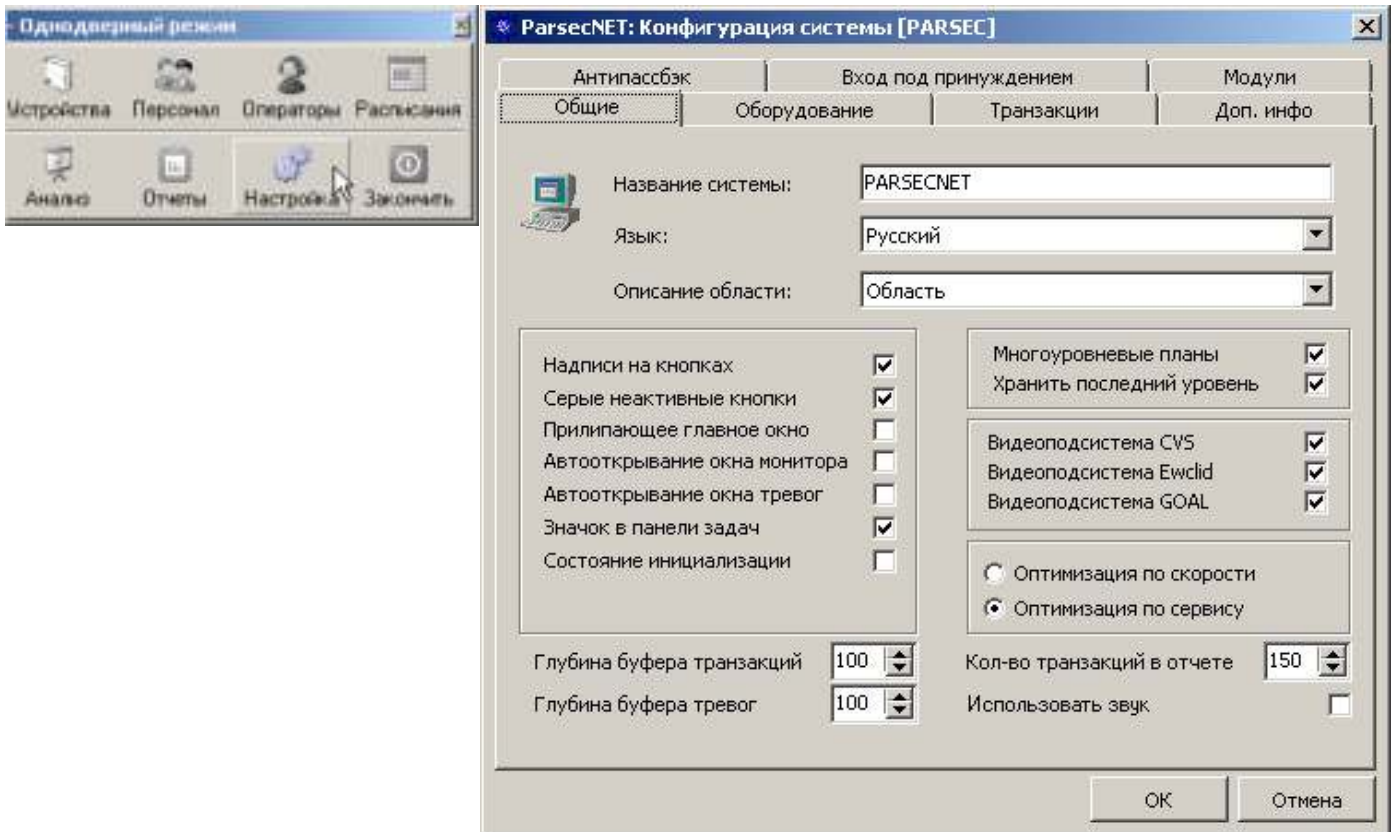 Однодверный режим
Устройства Персонал Операторы Расписания
Анализ Отчеты Настройка Закончить
ParsecNET: Конфигурация системы [PARSEC]
Антипассбэк Вход под принуждением Модули
Общие Оборудование Транзакции Доп. инфо
Название системы: PARSECNET
Язык: Русский
Описание области: Область
Надписи на кнопках
Серые неактивные кнопки
Прилипающее главное окно
Автооткрывание окна монитора
Автооткрывание окна тревог
Значок в панели задач
Состояние инициализации
Многоуровневые планы
Хранить последний уровень
Видеоподсистема CVS
Видеоподсистема Ewclid
Видеоподсистема GOAL
Оптимизация по скорости
Оптимизация по сервису
Глубина буфера транзакций 100 Кол-во транзакций в отчете 150
Глубина буфера тревог 100 Использовать звук
ОК Отмена